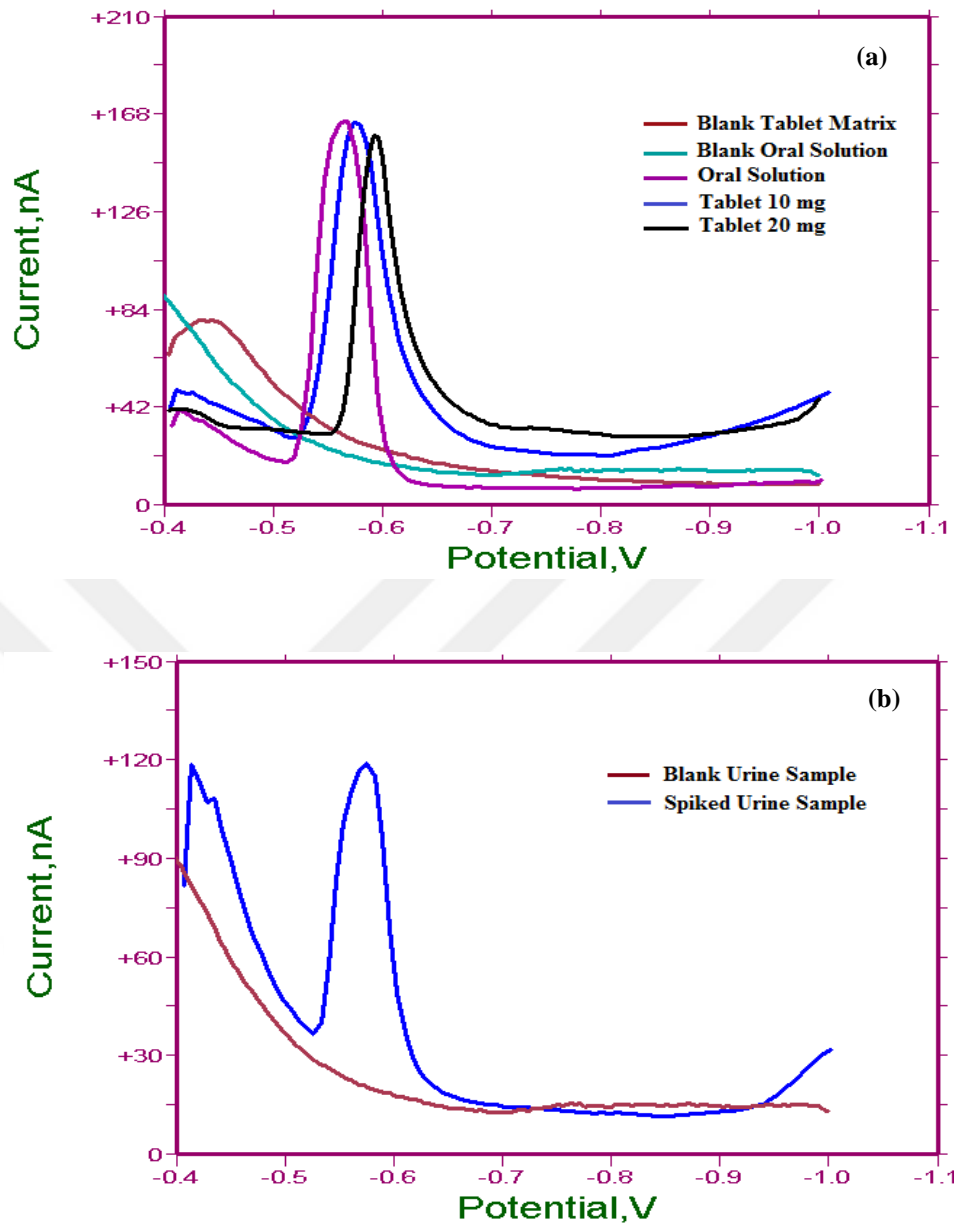 +210
(a)
+168
Blank Tablet Matrix
Blank Oral Solution
Oral Solution
Tablet 10 mg
Tablet 20 mg
+126
+84
+42
0
Current,nA
-0.4 -0.5 -0.6 -0.7 -0.8 -0.9 -1.0 -1.1
Potential,V
+150
(b)
+120
Blank Urine Sample
Spiked Urine Sample
+90
+60
+30
0
Current,nA
-0.4 -0.5 -0.6 -0.7 -0.8 -0.9 -1.0 -1.1
Potential,V